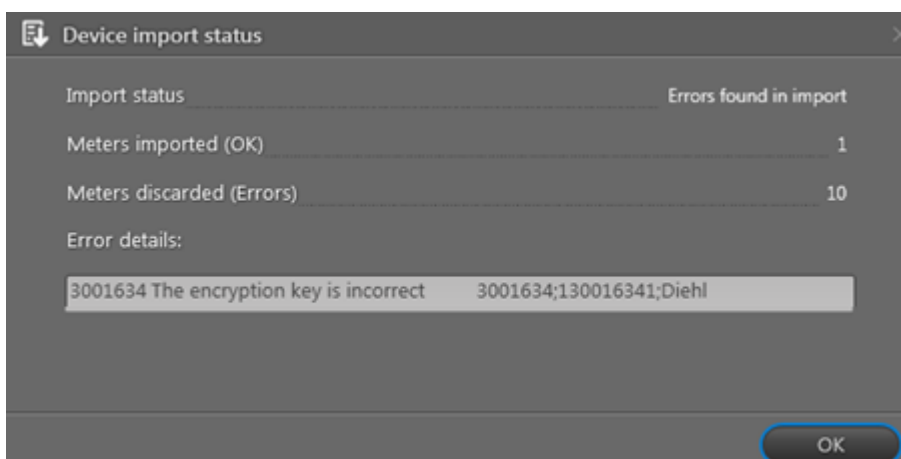 Device import status
Import status Errors found in import
Meters imported (OK) 1
Meters discarded (Errors) 10
Error details:
3001634 The encryption key is incorrect 3001634;130016341;Diehl
OK